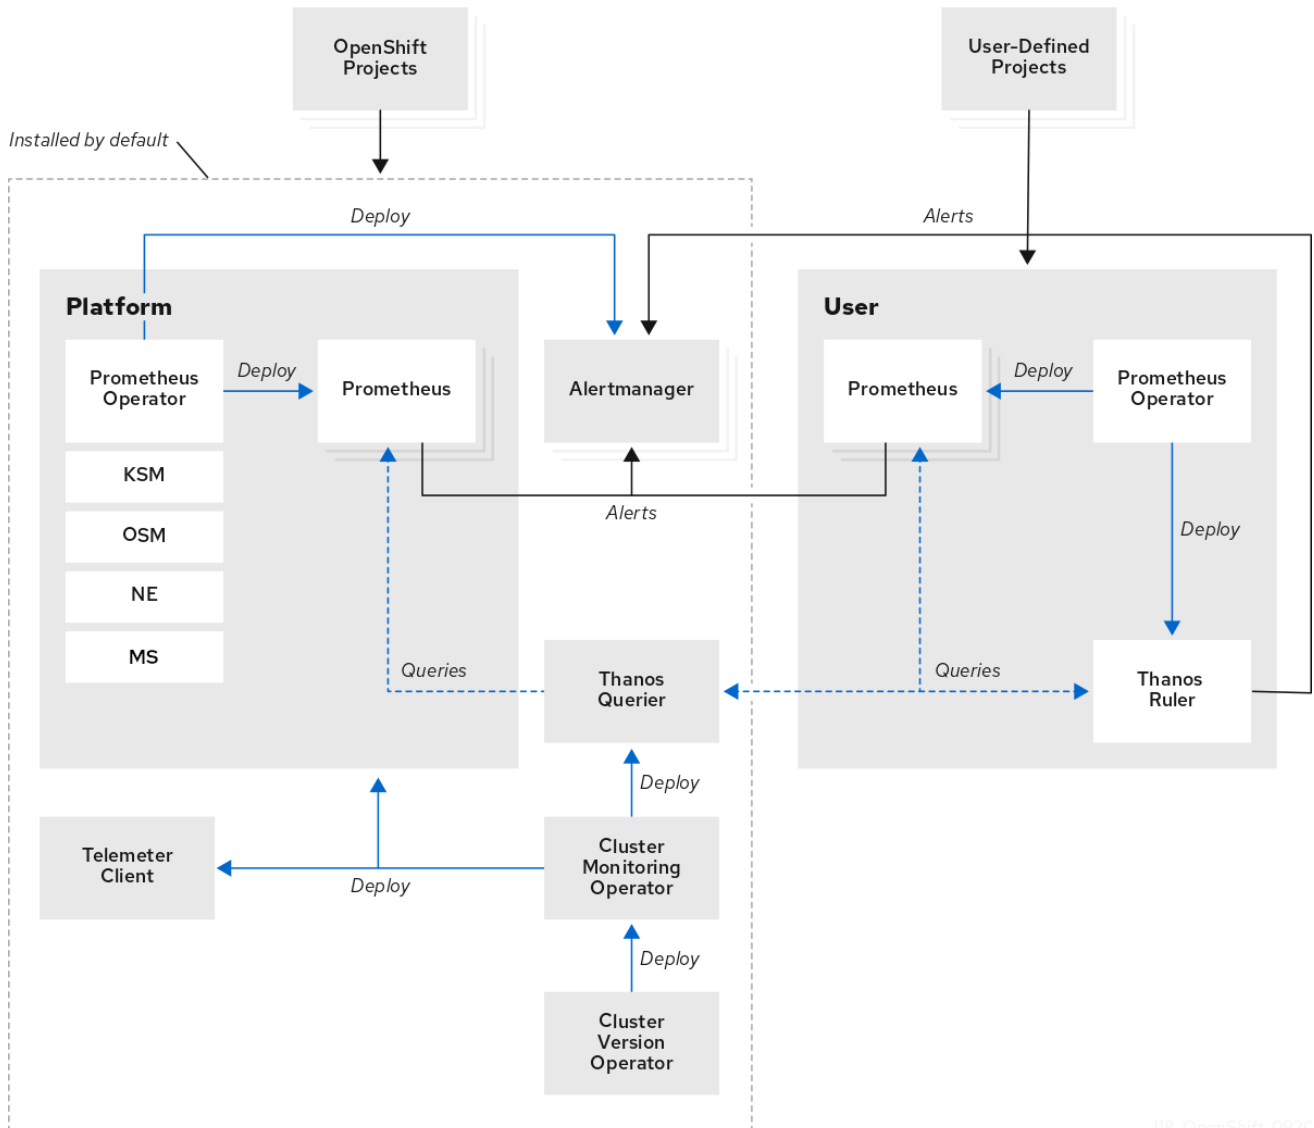 OpenShift
Projects
User-Defined
Projects
Installed by default
Deploy
Alerts
Platform
User
Prometheus
Operator
Deploy
Prometheus
Alertmanager
Prometheus
Deploy
Prometheus
Operator
KSM
OSM
NE
MS
Alerts
Deploy
Queries
Thanos
Querier
Queries
Thanos
Ruler
Deploy
Telemeter
Client
Deploy
Cluster
Monitoring
Operator
Deploy
Cluster
Version
Operator